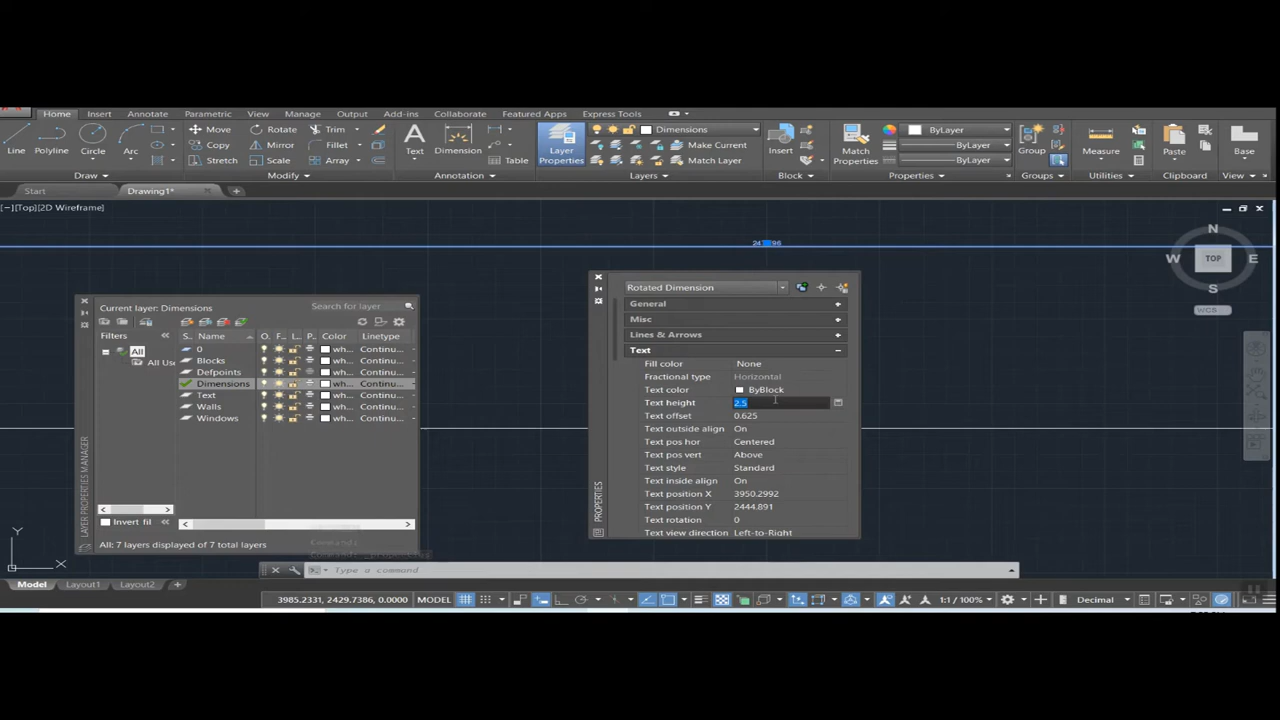 Home Insert Annotate Parametric View Manage Output Add-ins Collaborate Featured Apps Express Tools
Line Polyline Circle Arc
Move Rotate Trim
Copy Mirror Fillet
Stretch Scale Array
Text Dimension Table
Layer Properties
Dimensions
Make Current
Match Layer
Insert
Match Properties
ByLayer
ByLayer
ByLayer
Group Measure Paste Base
Draw Modify Annotation Layers Block Properties Groups Utilities Clipboard View
Start Drawing1*
[−][Top][2D Wireframe]
N
W TOP E
S
WCS
Current layer: Dimensions
Search for layer
Filters
All
All Use
S.. Name O. F.. L.. P.. Color Linetype
0 wh... Continu...
Blocks wh... Continu...
Defpoints wh... Continu...
Dimensions wh... Continu...
Text wh... Continu...
Walls wh... Continu...
Windows wh... Continu...
Invert fil
All: 7 layers displayed of 7 total layers
LAYER PROPERTIES MANAGER
Rotated Dimension
General
Misc
Lines & Arrows
Text
Fill color None
Fractional type Horizontal
Text color ByBlock
Text height 2.5
Text offset 0.625
Text outside align On
Text pos hor Centered
Text pos vert Above
Text style Standard
Text inside align On
Text position X 3950.2992
Text position Y 2444.891
Text rotation 0
Text view direction Left-to-Right
PROPERTIES
Y
X
Type a command
Model Layout1 Layout2
3985.2331, 2429.7386, 0.0000 MODEL 1:1 / 100% Decimal